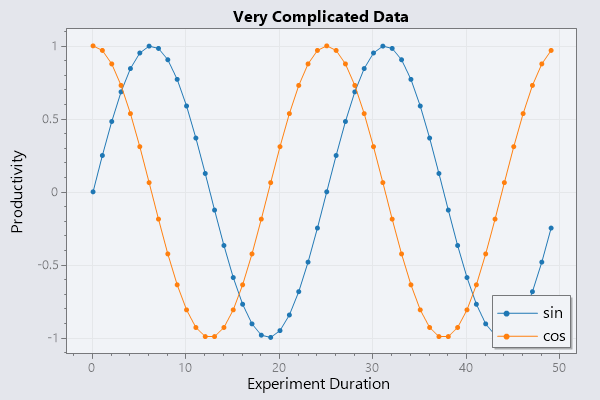 Very Complicated Data
Productivity
1
0.5
0
-0.5
-1
0
10
20
30
40
50
Experiment Duration
sin
cos